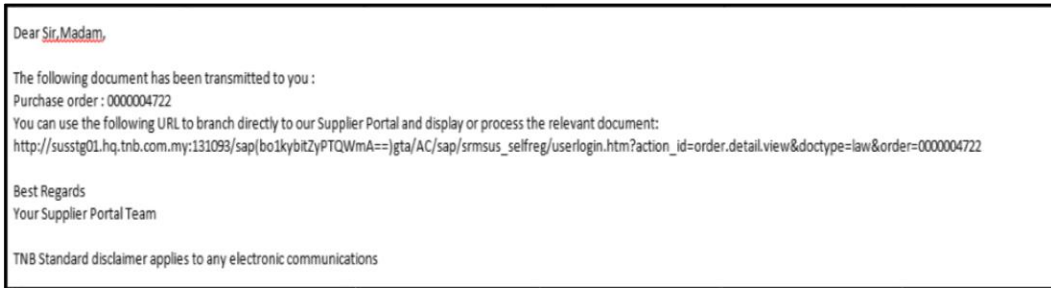 Dear Sir,Madam,
The following document has been transmitted to you :
Purchase order : 0000004722
You can use the following URL to branch directly to our Supplier Portal and display or process the relevant document:
http://susstg01.hq.tnb.com.my:131093/sap(bo1kybitZyPTQWmA==)gta/AC/sap/srmsus_selfreg/userlogin.htm?action_id=order.detail.view&doctype=law&order=0000004722
Best Regards
Your Supplier Portal Team
TNB Standard disclaimer applies to any electronic communications